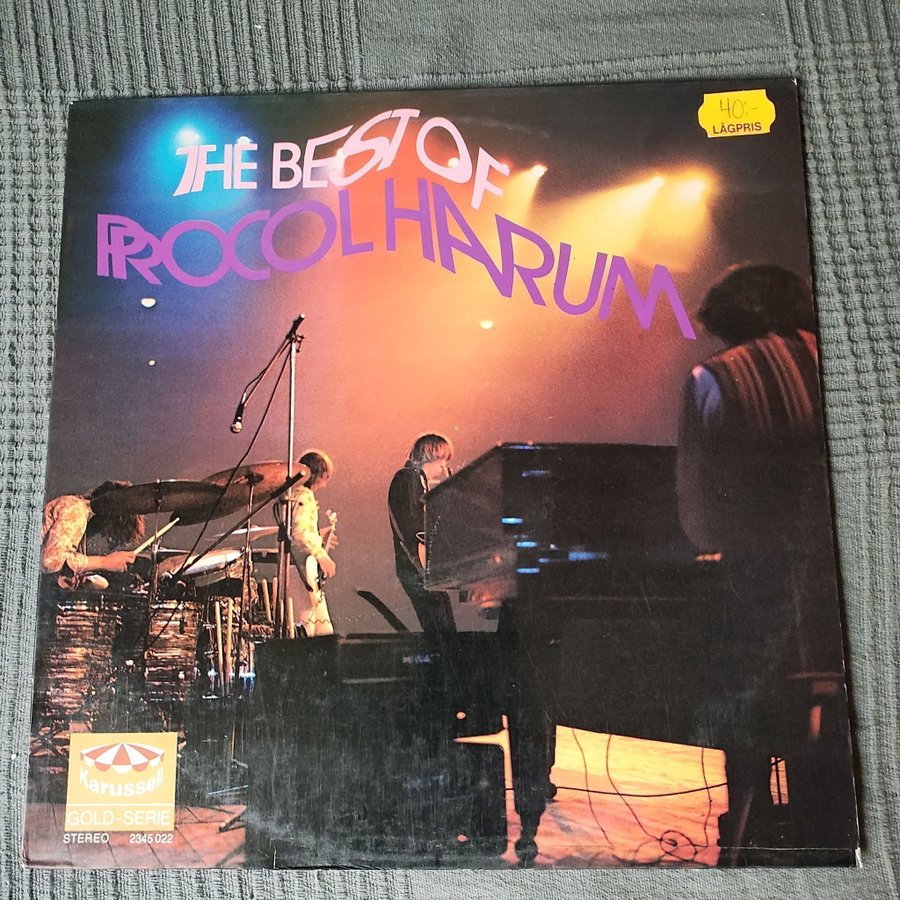 40:-
LÅGPRIS
THE BEST OF
PROCOL HARUM
Karussell
GOLD-SERIE
STEREO 2345 022